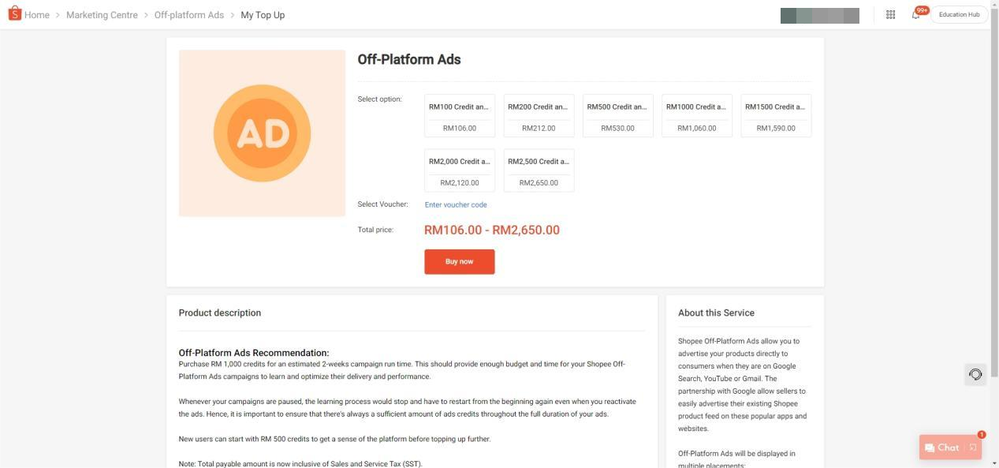 Home > Marketing Centre > Off-platform Ads > My Top Up
99+
Education Hub
AD
Off-Platform Ads
Select option:
RM100 Credit an... RM200 Credit an... RM500 Credit an... RM1000 Credit a... RM1500 Credit a...
RM106.00 RM212.00 RM530.00 RM1,060.00 RM1,590.00
RM2,000 Credit a... RM2,500 Credit a...
RM2,120.00 RM2,650.00
Select Voucher: Enter voucher code
Total price: RM106.00 - RM2,650.00
Buy now
Product description
Off-Platform Ads Recommendation:
Purchase RM 1,000 credits for an estimated 2-weeks campaign run time. This should provide enough budget and time for your Shopee Off-
Platform Ads campaigns to learn and optimize their delivery and performance.
Whenever your campaigns are paused, the learning process would stop and have to restart from the beginning again even when you reactivate
the ads. Hence, it is important to ensure that there's always a sufficient amount of ads credits throughout the full duration of your ads.
New users can start with RM 500 credits to get a sense of the platform before topping up further.
Note: Total payable amount is now inclusive of Sales and Service Tax (SST).
About this Service
Shopee Off-Platform Ads allow you to
advertise your products directly to
consumers when they are on Google
Search, YouTube or Gmail. The
partnership with Google allow sellers to
easily advertise their existing Shopee
product feed on these popular apps and
websites.
Off-Platform Ads will be displayed in
multiple placements:
Chat
1